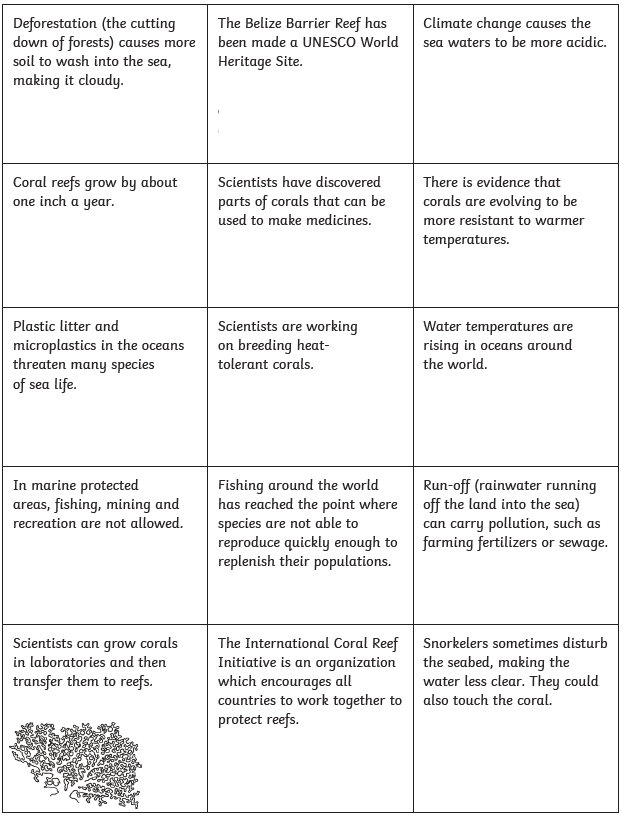 Deforestation (the cutting
down of forests) causes more
soil to wash into the sea,
making it cloudy.
The Belize Barrier Reef has
been made a UNESCO World
Heritage Site.
Climate change causes the
sea waters to be more acidic.
Coral reefs grow by about
one inch a year.
Scientists have discovered
parts of corals that can be
used to make medicines.
There is evidence that
corals are evolving to be
more resistant to warmer
temperatures.
Plastic litter and
microplastics in the oceans
threaten many species
of sea life.
Scientists are working
on breeding heat-
tolerant corals.
Water temperatures are
rising in oceans around
the world.
In marine protected
areas, fishing, mining and
recreation are not allowed.
Fishing around the world
has reached the point where
species are not able to
reproduce quickly enough to
replenish their populations.
Run-off (rainwater running
off the land into the sea)
can carry pollution, such as
farming fertilizers or sewage.
Scientists can grow corals
in laboratories and then
transfer them to reefs.
The International Coral Reef
Initiative is an organization
which encourages all
countries to work together to
protect reefs.
Snorkelers sometimes disturb
the seabed, making the
water less clear. They could
also touch the coral.